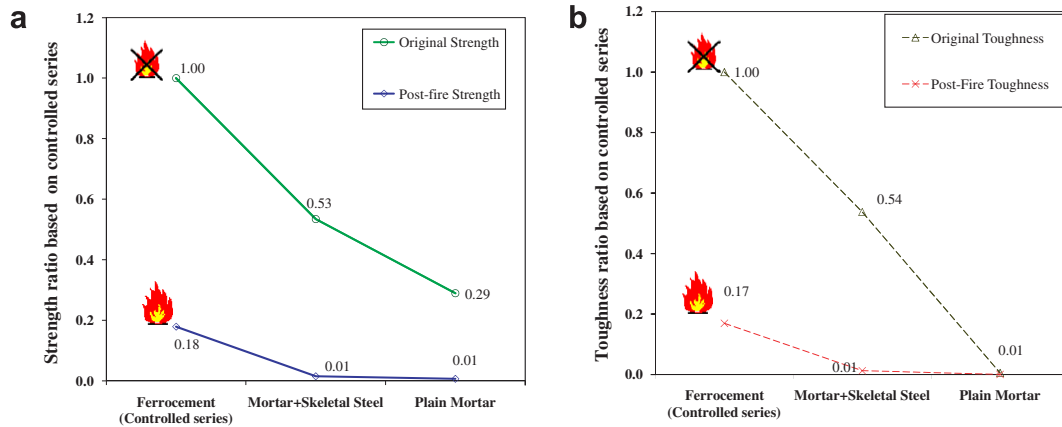 a
Strength ratio based on controlled series
1.2
1.0
0.8
0.6
0.4
0.2
0.0
Original Strength
Post-fire Strength
1.00
0.53
0.29
0.18
0.01
0.01
Ferrocement
(Controlled series)
Mortar+Skeletal Steel
Plain Mortar
b
Toughness ratio based on controlled series
1.2
1.0
0.8
0.6
0.4
0.2
0.0
Original Toughness
Post-Fire Toughness
1.00
0.54
0.17
0.01
0.01
Ferrocement
(Controlled series)
Mortar+Skeletal Steel
Plain Mortar